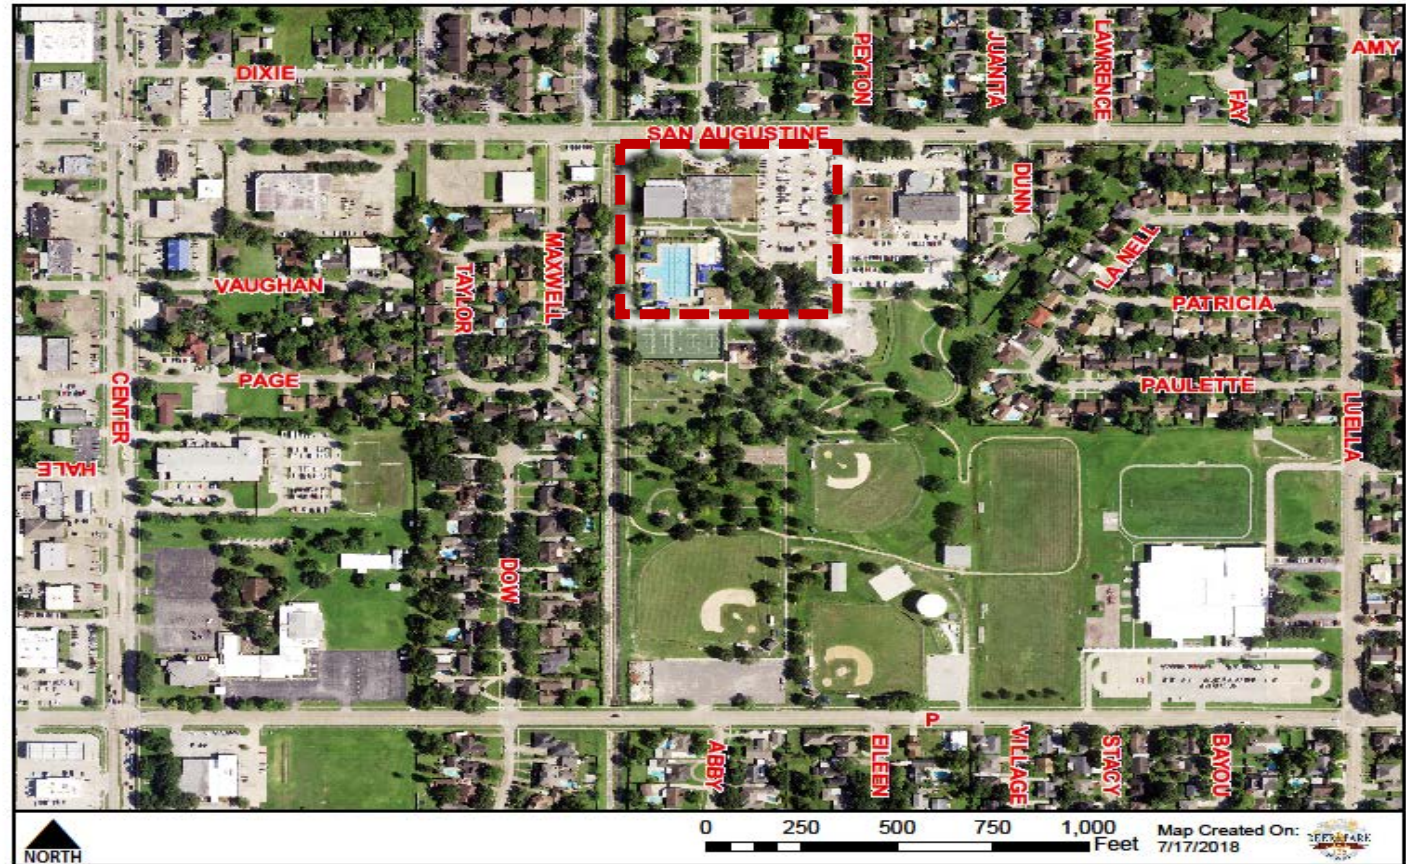 PEYTON
JUANITA
LAWRENCE
AMY
DIXIE
FAY
SAN AUGUSTINE
DUNN
LA NELL
MAXWELL
TAYLOR
VAUGHAN
PATRICIA
PAGE
PAULETTE
CENTER
LUELLA
HALE
DOW
P
ABBY
EILEEN
VILLAGE
STACY
BAYOU
NORTH
0 250 500 750 1,000
Feet
Map Created On:
7/17/2018
DEER PARK